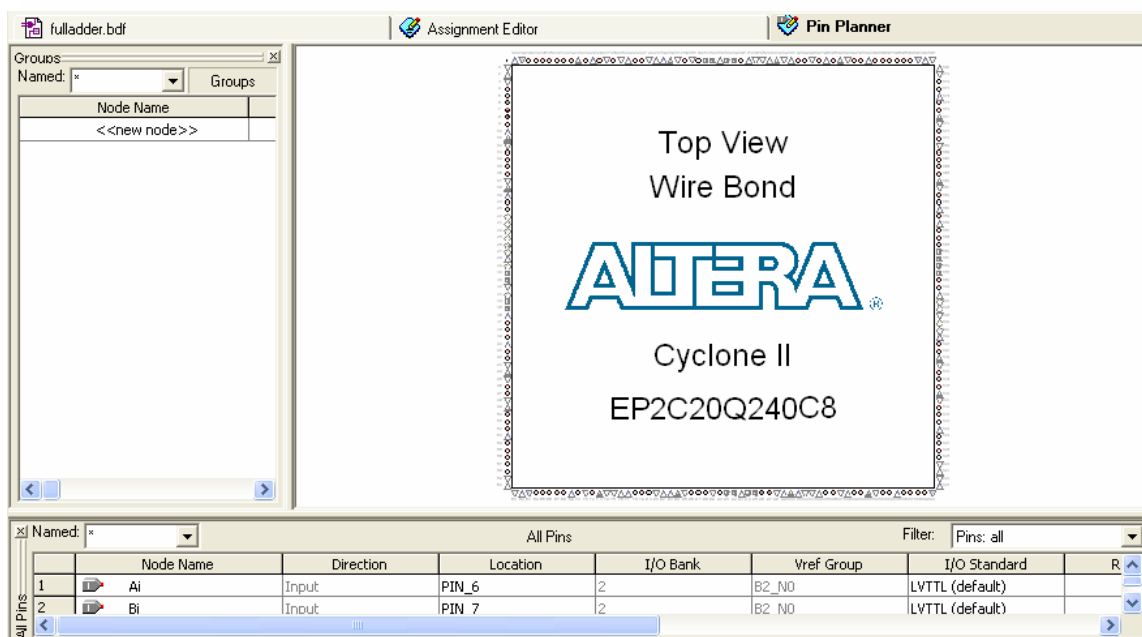 fulladder.bdf
Assignment Editor
Pin Planner
Groups
Named: *
Groups
Node Name
<<new node>>
Top View
Wire Bond
ALTERA ®
Cyclone II
EP2C20Q240C8
Named: *
All Pins
Filter: Pins: all
Node Name Direction Location I/O Bank Vref Group I/O Standard R
1 Ai Input PIN_6 2 B2_N0 LVTTL (default)
2 Bi Input PIN_7 2 B2_N0 LVTTL (default)
All Pins